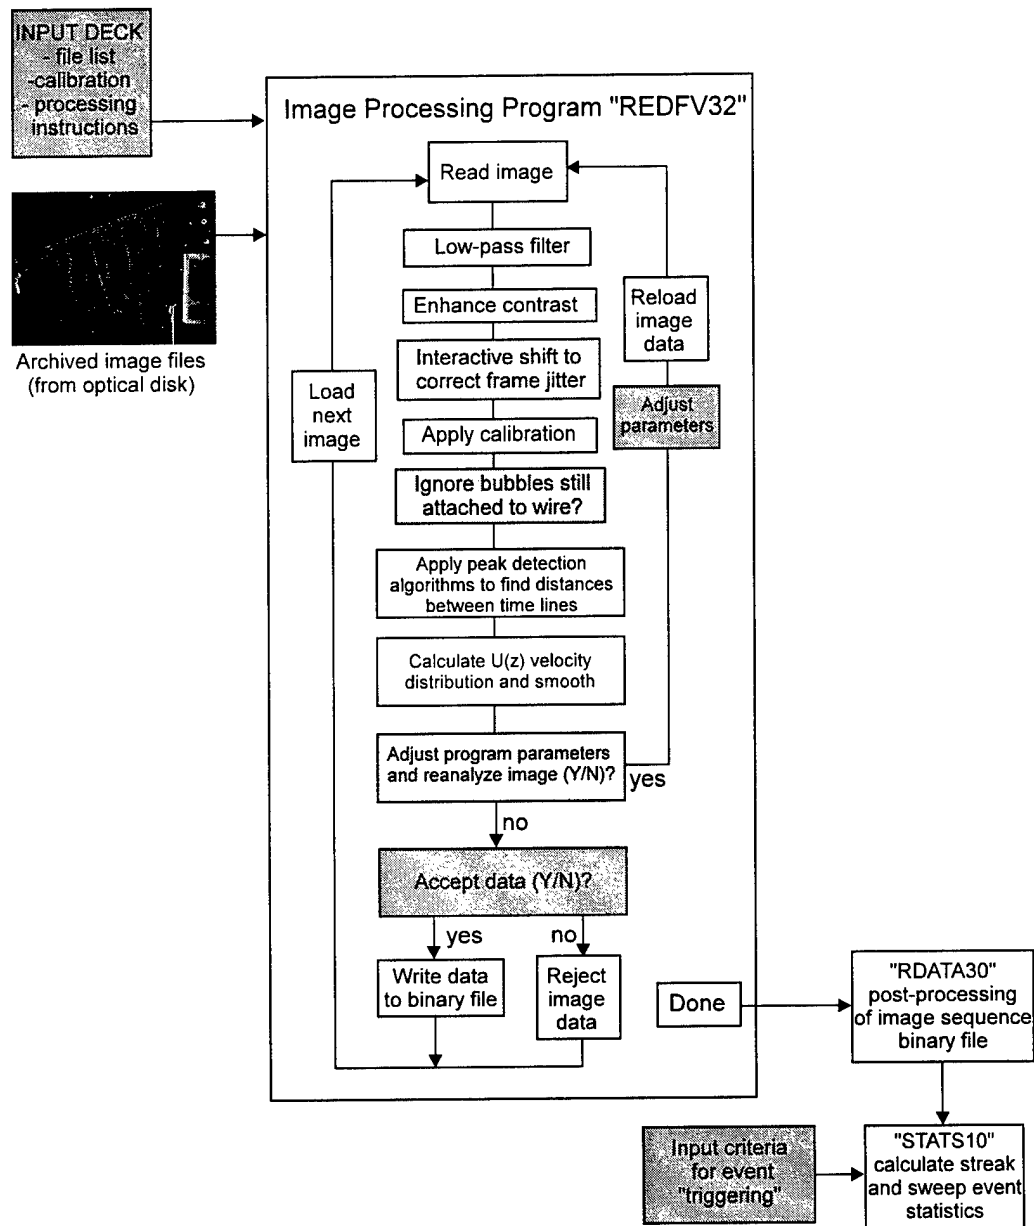 INPUT DECK
- file list
-calibration
- processing
instructions
Archived image files
(from optical disk)
Image Processing Program "REDFV32"
Read image
Low-pass filter
Enhance contrast
Interactive shift to
correct frame jitter
Apply calibration
Ignore bubbles still
attached to wire?
Apply peak detection
algorithms to find distances
between time lines
Calculate U(z) velocity
distribution and smooth
Adjust program parameters
and reanalyze image (Y/N)?
yes
no
Reload
image
data
Adjust
parameters
Load
next
image
Accept data (Y/N)?
yes
no
Write data
to binary file
Reject
image
data
Done
"RDATA30"
post-processing
of image sequence
binary file
Input criteria
for event
"triggering"
"STATS10"
calculate streak
and sweep event
statistics